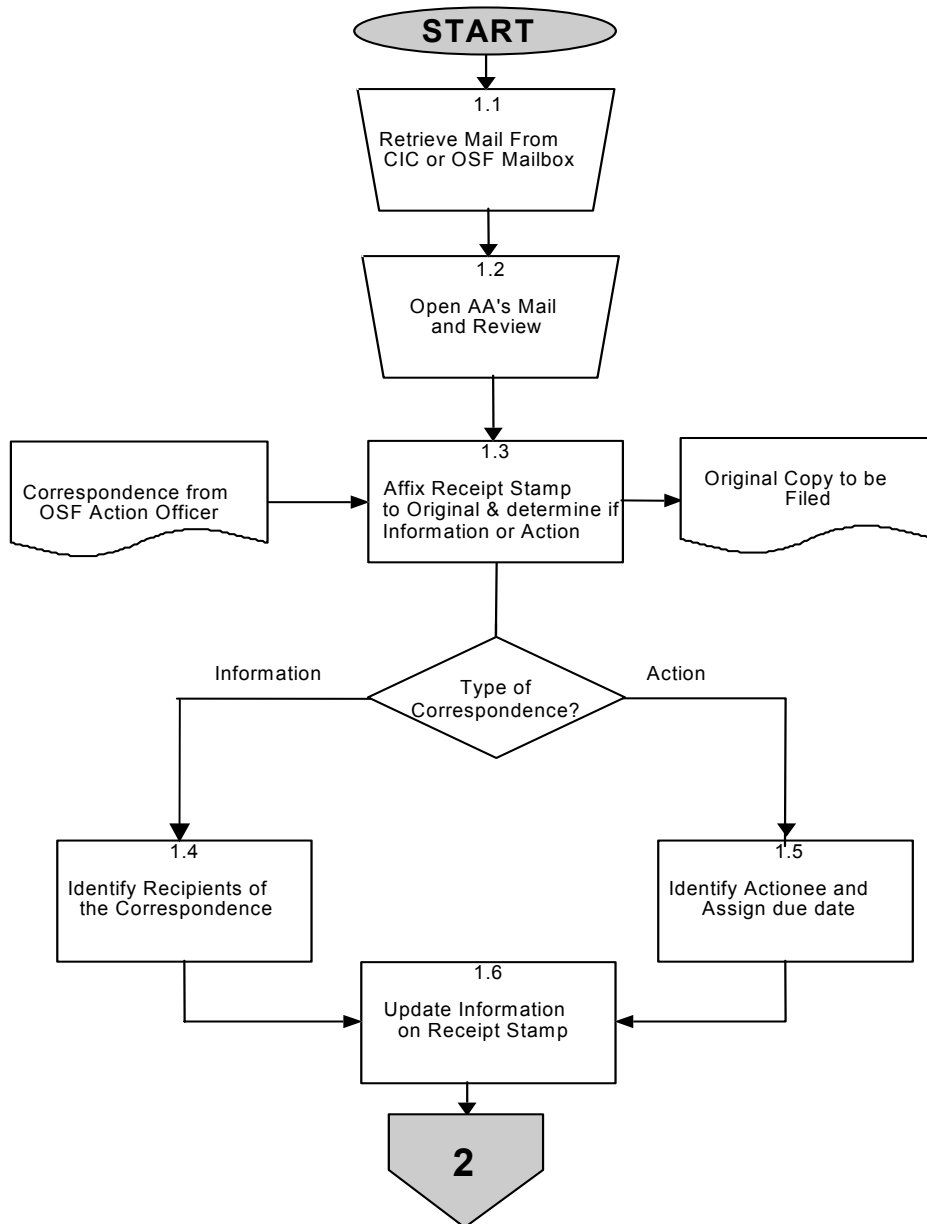 START
1.1
Retrieve Mail From
CIC or OSF Mailbox
1.2
Open AA's Mail
and Review
Correspondence from
OSF Action Officer
1.3
Affix Receipt Stamp
to Original & determine if
Information or Action
Original Copy to be
Filed
Information
Type of
Correspondence?
Action
1.4
Identify Recipients of
the Correspondence
1.5
Identify Actionee and
Assign due date
1.6
Update Information
on Receipt Stamp
2